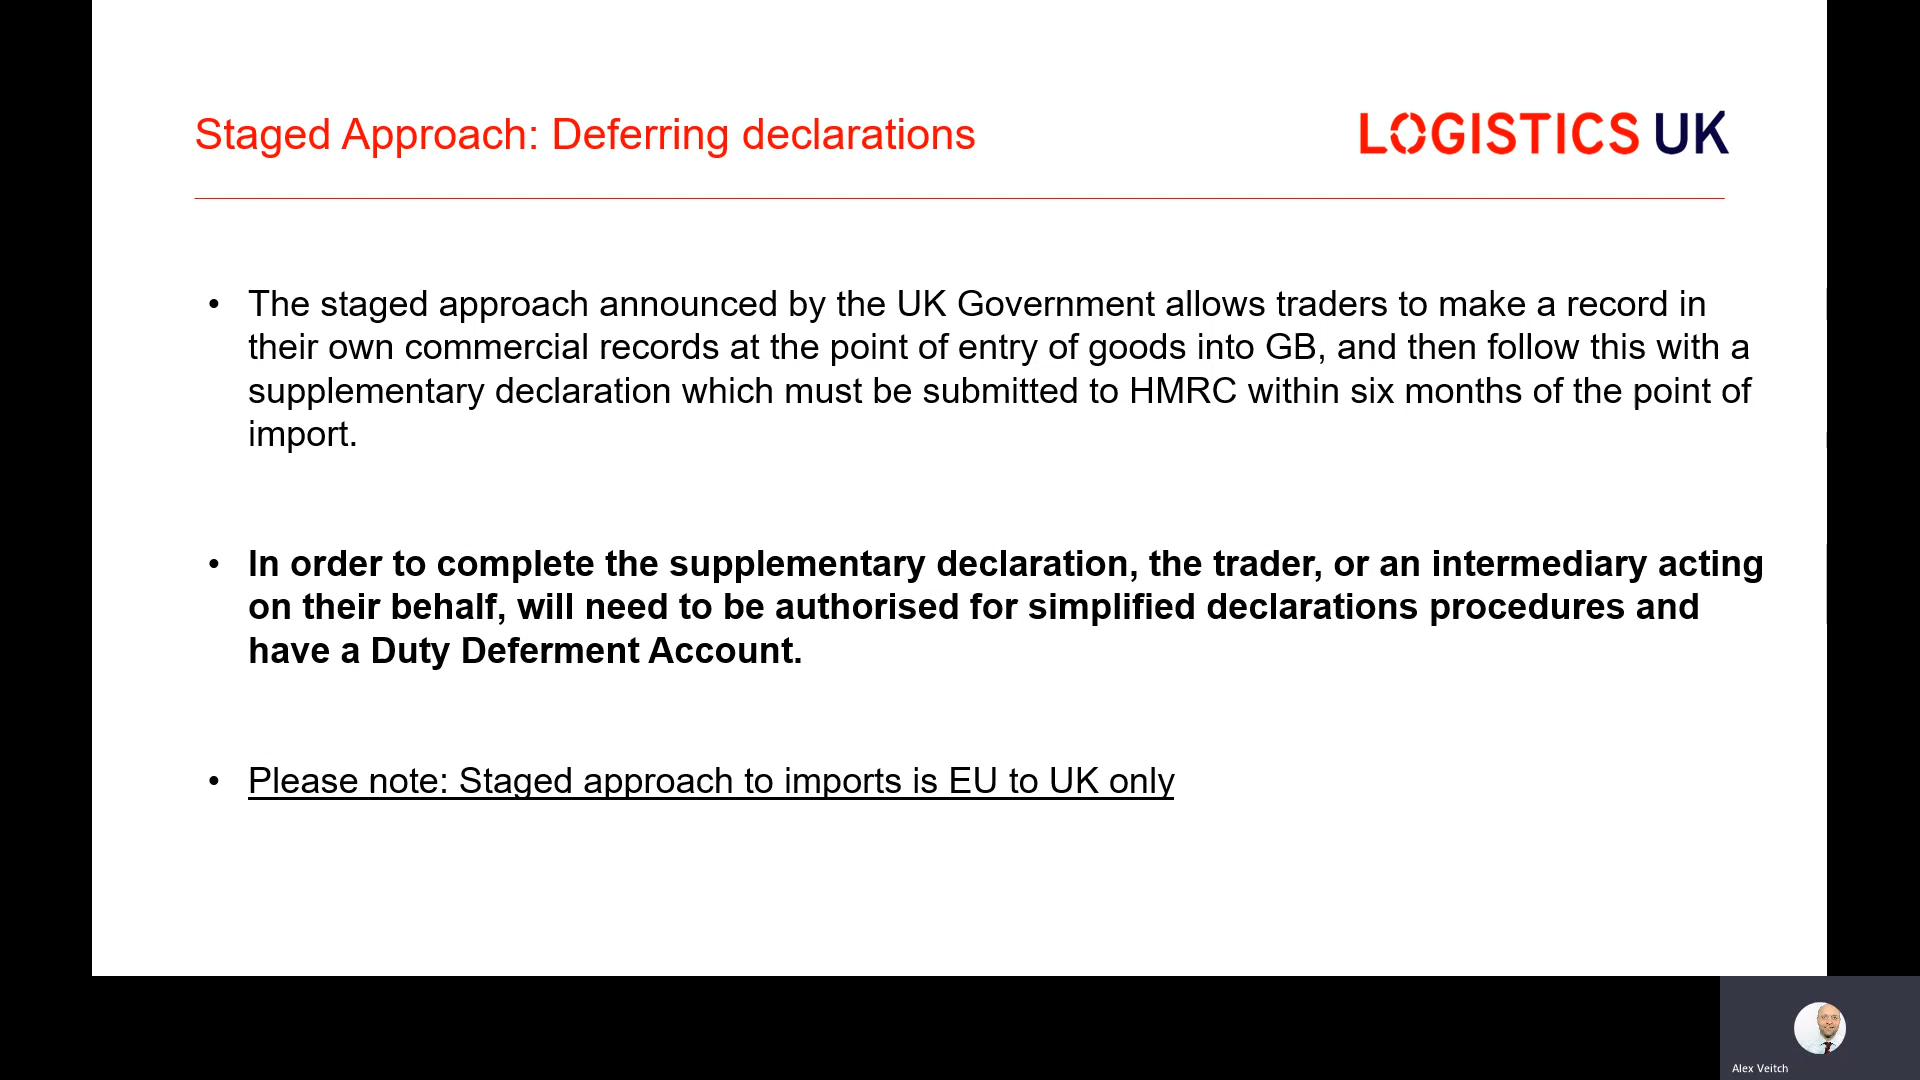 Staged Approach: Deferring declarations
LOGISTICS UK
• The staged approach announced by the UK Government allows traders to make a record in
their own commercial records at the point of entry of goods into GB, and then follow this with a
supplementary declaration which must be submitted to HMRC within six months of the point of
import.
• In order to complete the supplementary declaration, the trader, or an intermediary acting
on their behalf, will need to be authorised for simplified declarations procedures and
have a Duty Deferment Account.
• Please note: Staged approach to imports is EU to UK only
Alex Veitch